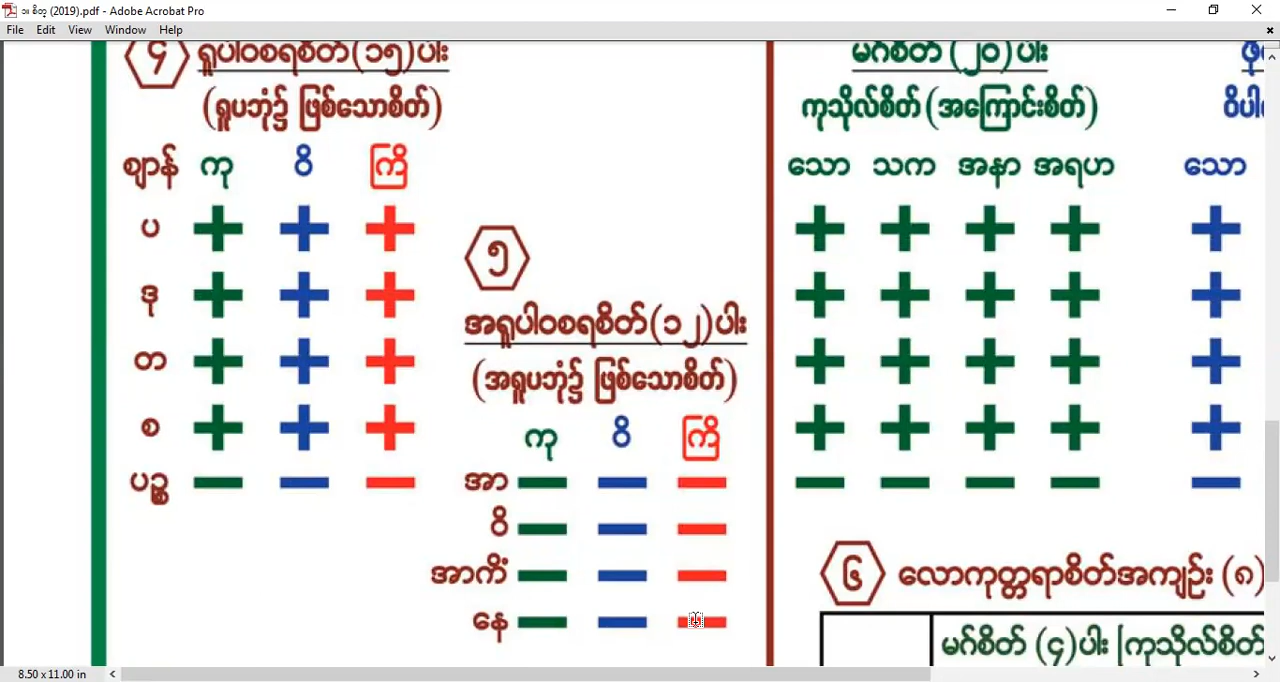 သး စိတ္ (2019).pdf - Adobe Acrobat Pro
File Edit View Window Help
၄ ရူပါဝစရစိတ်(၁၅)ပါး
(ရူပဘုံ၌ ဖြစ်သောစိတ်)
ဈာန် ကု ဝိ ကြိ
ပ + + +
ဒု + + +
တ + + +
စ + + +
ပဉ္စ – – –
၅
အရူပါဝစရစိတ်(၁၂)ပါး
(အရူပဘုံ၌ ဖြစ်သောစိတ်)
ကု ဝိ ကြိ
အာ – – –
ဝိ – – –
အာကိံ – – –
နေ – – –
မဂ်စိတ် (၂၀)ပါး
ကုသိုလ်စိတ်(အကြောင်းစိတ်)
သော သက အနာ အရဟ သော
+ + + + +
+ + + + +
+ + + + +
+ + + + +
– – – – –
၆ လောကုတ္တရာစိတ်အကျဉ်း (၈)
မဂ်စိတ် (၄)ပါး [ကုသိုလ်စိတ်
8.50 x 11.00 in